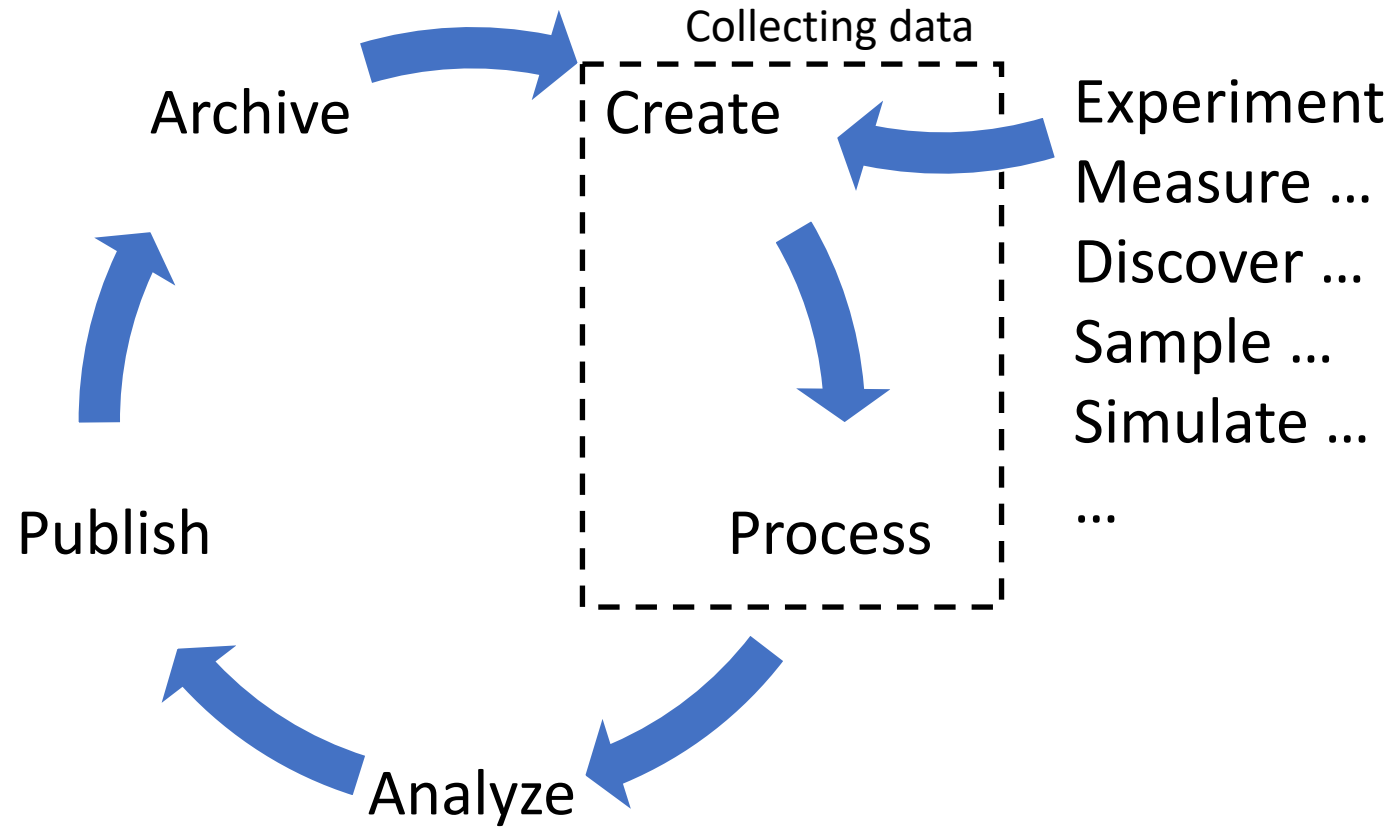 Collecting data
Archive
Create
Experiment
Measure …
Discover …
Sample …
Simulate …
…
Publish
Process
Analyze